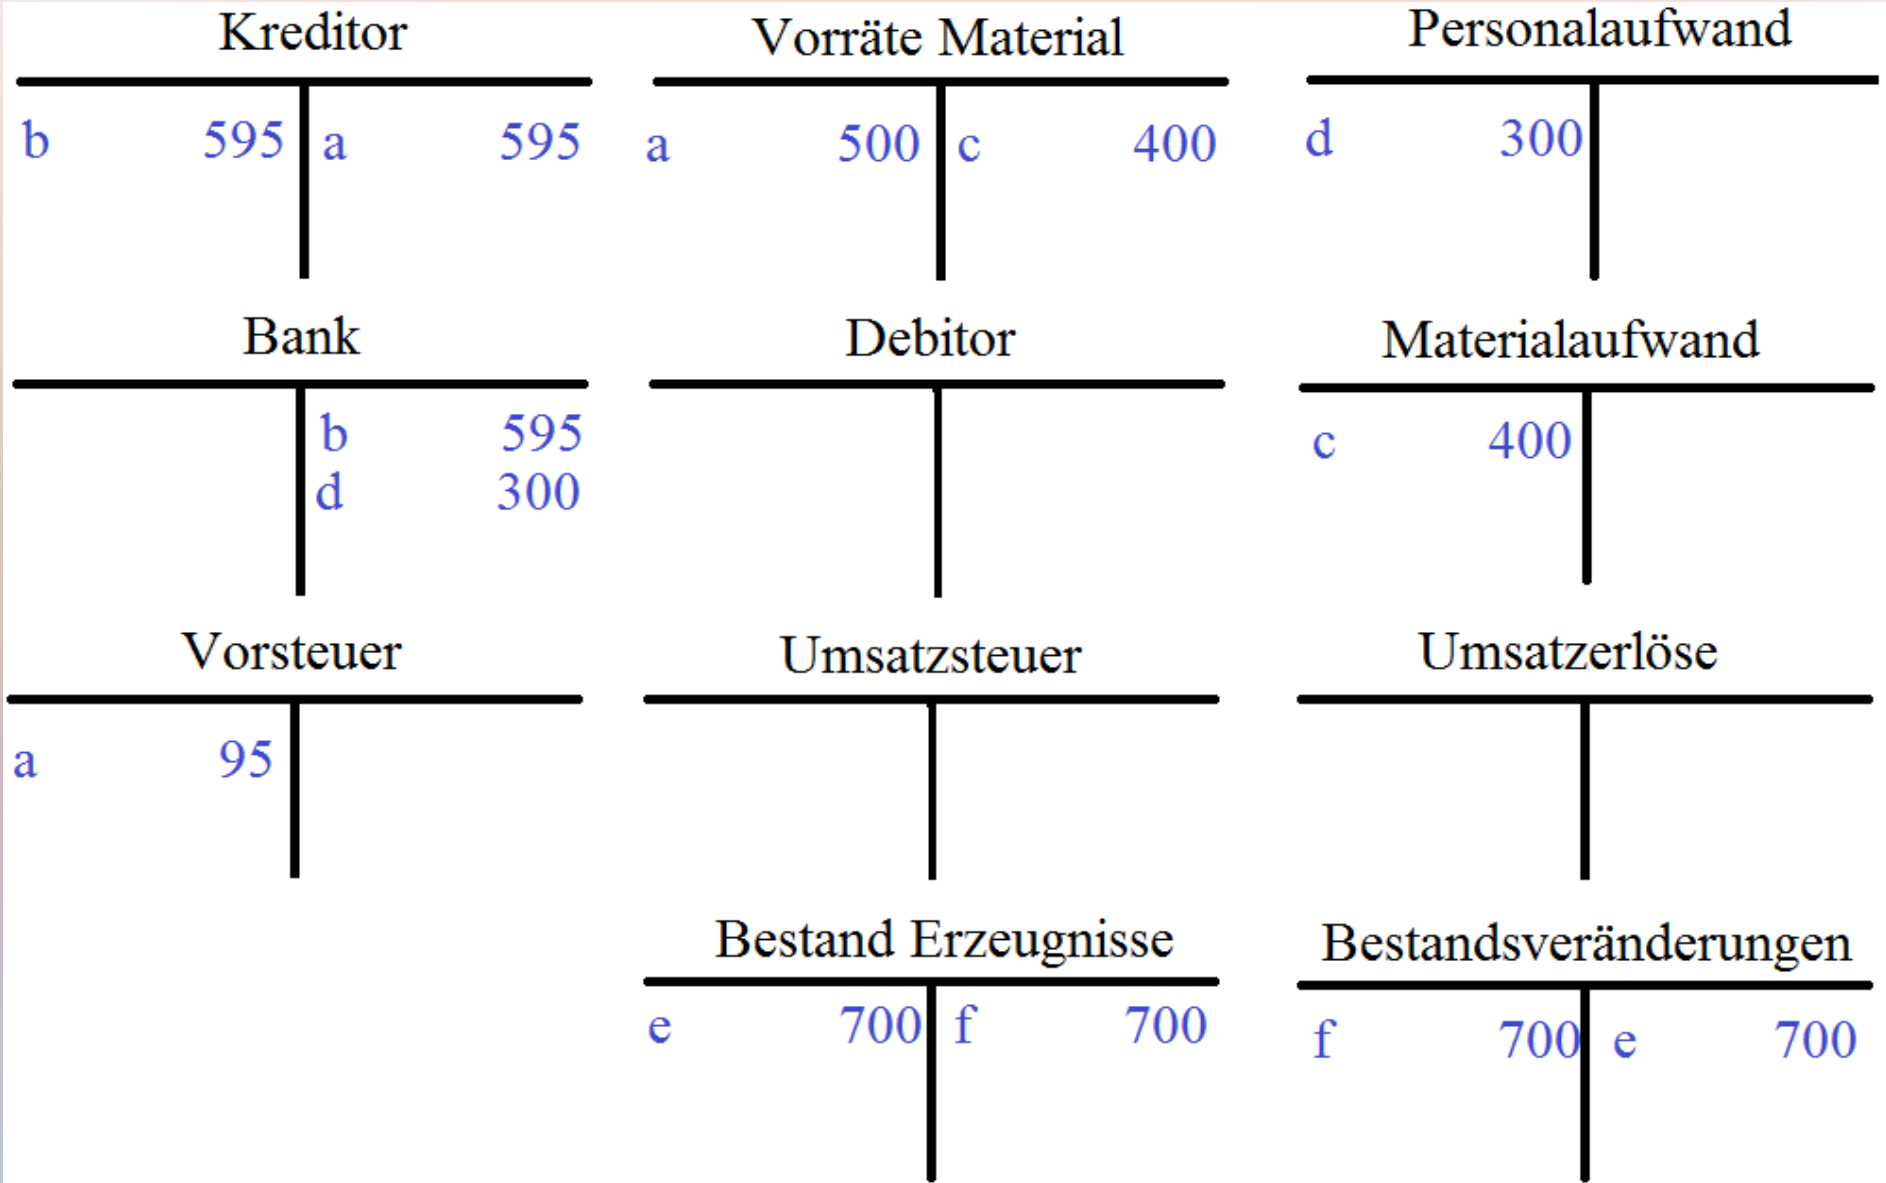 Kreditor
b 595 a 595
Vorräte Material
a 500 c 400
Personalaufwand
d 300
Bank
b 595
d 300
Debitor
Materialaufwand
c 400
Vorsteuer
a 95
Umsatzsteuer
Umsatzerlöse
Bestand Erzeugnisse
e 700 f 700
Bestandsveränderungen
f 700 e 700